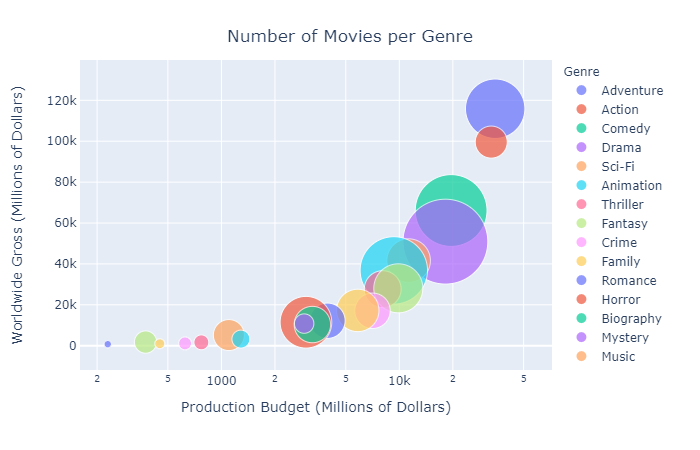 Number of Movies per Genre
Worldwide Gross (Millions of Dollars)
120k
100k
80k
60k
40k
20k
0
2
5
1000
2
5
10k
2
5
Production Budget (Millions of Dollars)
Genre
Adventure
Action
Comedy
Drama
Sci-Fi
Animation
Thriller
Fantasy
Crime
Family
Romance
Horror
Biography
Mystery
Music